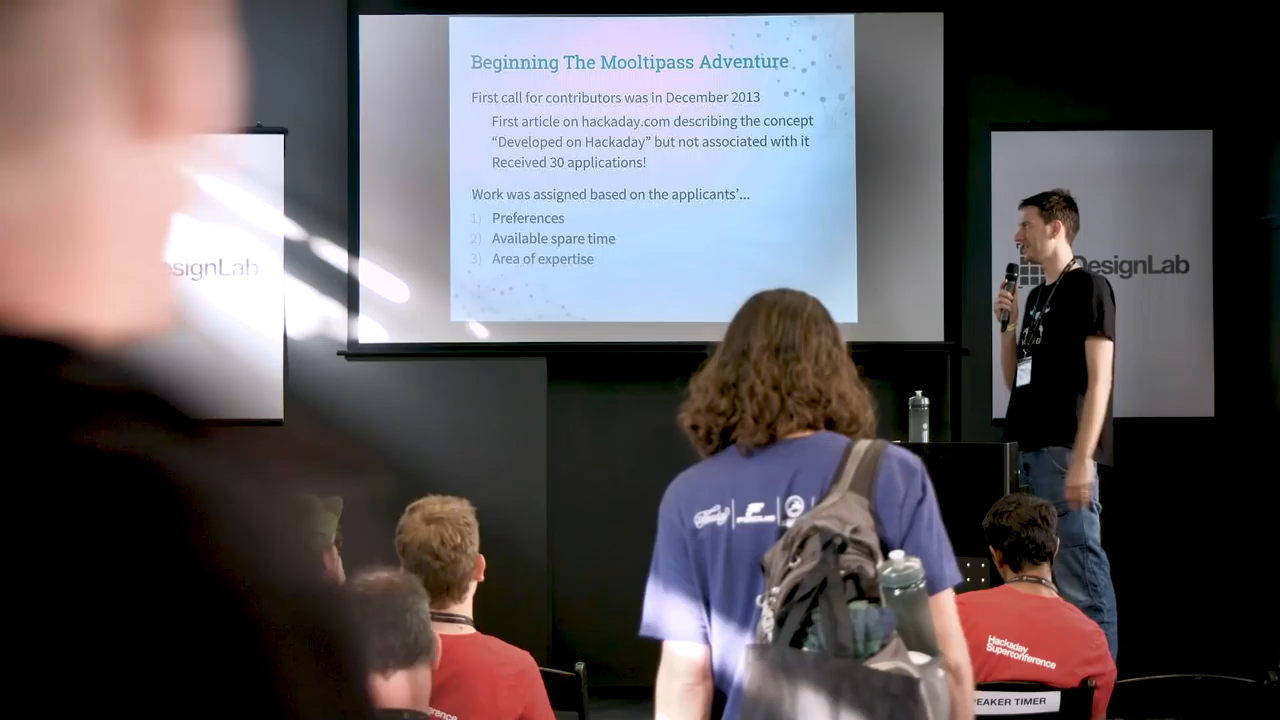 Beginning The Mooltipass Adventure
First call for contributors was in December 2013
First article on hackaday.com describing the concept
“Developed on Hackaday” but not associated with it
Received 30 applications!
Work was assigned based on the applicants’...
1) Preferences
2) Available spare time
3) Area of expertise
esignLab
DesignLab
Hackaday
Superconference
erence
PEAKER TIMER